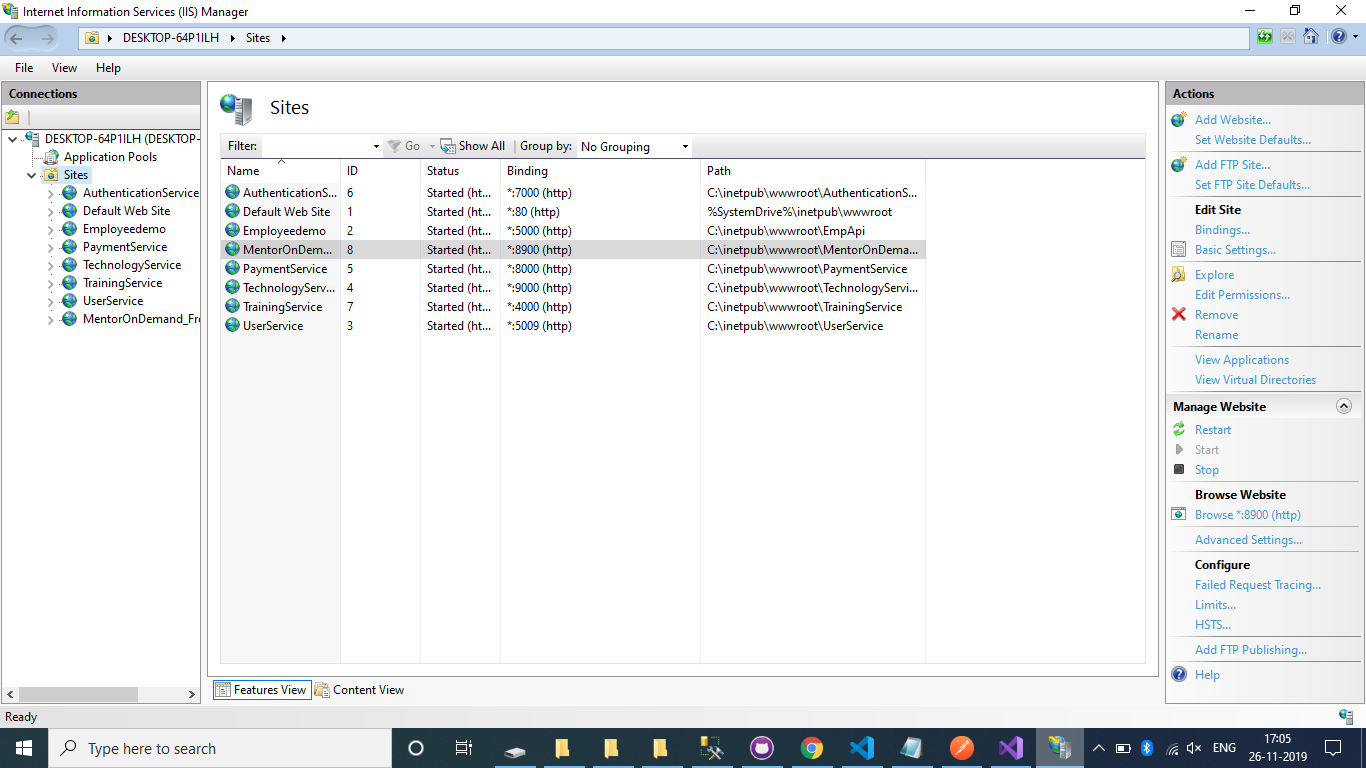 Internet Information Services (IIS) Manager
DESKTOP-64P1ILH Sites
File View Help
Connections
DESKTOP-64P1ILH (DESKTOP-
Application Pools
Sites
AuthenticationService
Default Web Site
Employeedemo
PaymentService
TechnologyService
TrainingService
UserService
MentorOnDemand_Fr
Sites
Filter: Go Show All Group by: No Grouping
Name ID Status Binding Path
AuthenticationS... 6 Started (ht... *:7000 (http) C:\inetpub\wwwroot\AuthenticationS...
Default Web Site 1 Started (ht... *:80 (http) %SystemDrive%\inetpub\wwwroot
Employeedemo 2 Started (ht... *:5000 (http) C:\inetpub\wwwroot\EmpApi
MentorOnDem... 8 Started (ht... *:8900 (http) C:\inetpub\wwwroot\MentorOnDema...
PaymentService 5 Started (ht... *:8000 (http) C:\inetpub\wwwroot\PaymentService
TechnologyServ... 4 Started (ht... *:9000 (http) C:\inetpub\wwwroot\TechnologyServi...
TrainingService 7 Started (ht... *:4000 (http) C:\inetpub\wwwroot\TrainingService
UserService 3 Started (ht... *:5009 (http) C:\inetpub\wwwroot\UserService
Features View Content View
Actions
Add Website...
Set Website Defaults...
Add FTP Site...
Set FTP Site Defaults...
Edit Site
Bindings...
Basic Settings...
Explore
Edit Permissions...
Remove
Rename
View Applications
View Virtual Directories
Manage Website
Restart
Start
Stop
Browse Website
Browse *:8900 (http)
Advanced Settings...
Configure
Failed Request Tracing...
Limits...
HSTS...
Add FTP Publishing...
Help
Ready
Type here to search
ENG
17:05
26-11-2019